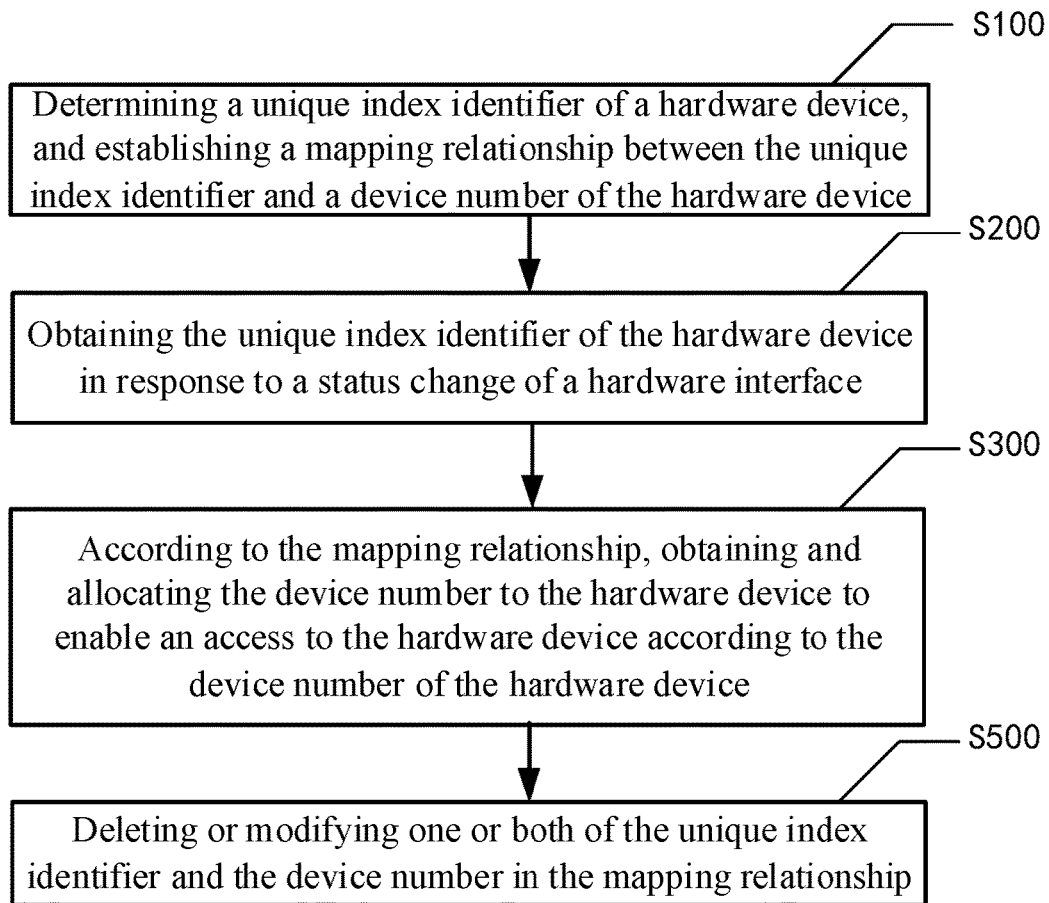 S100
Determining a unique index identifier of a hardware device,
and establishing a mapping relationship between the unique
index identifier and a device number of the hardware device
S200
Obtaining the unique index identifier of the hardware device
in response to a status change of a hardware interface
S300
According to the mapping relationship, obtaining and
allocating the device number to the hardware device to
enable an access to the hardware device according to the
device number of the hardware device
S500
Deleting or modifying one or both of the unique index
identifier and the device number in the mapping relationship